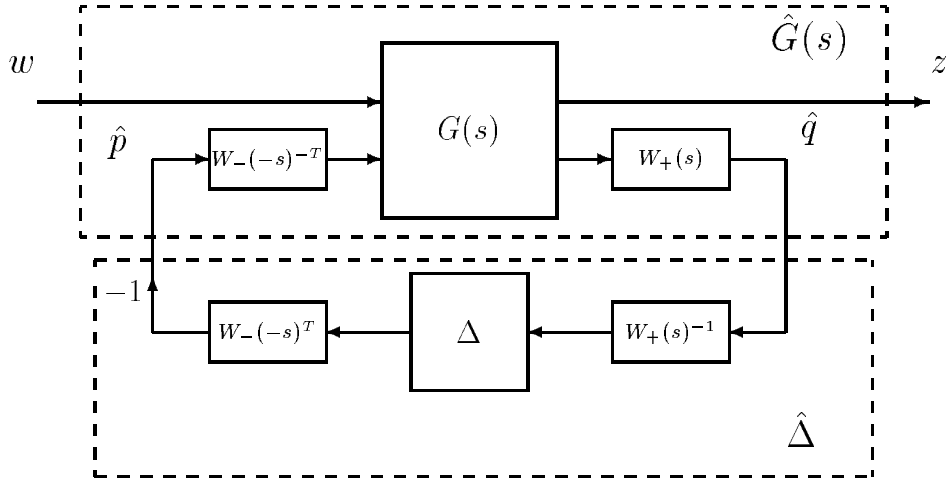 Ĝ(s)
w
z
p̂
G(s)
q̂
W₋(−s)⁻ᵀ
W₊(s)
−1
W₋(−s)ᵀ
Δ
W₊(s)⁻¹
Δ̂